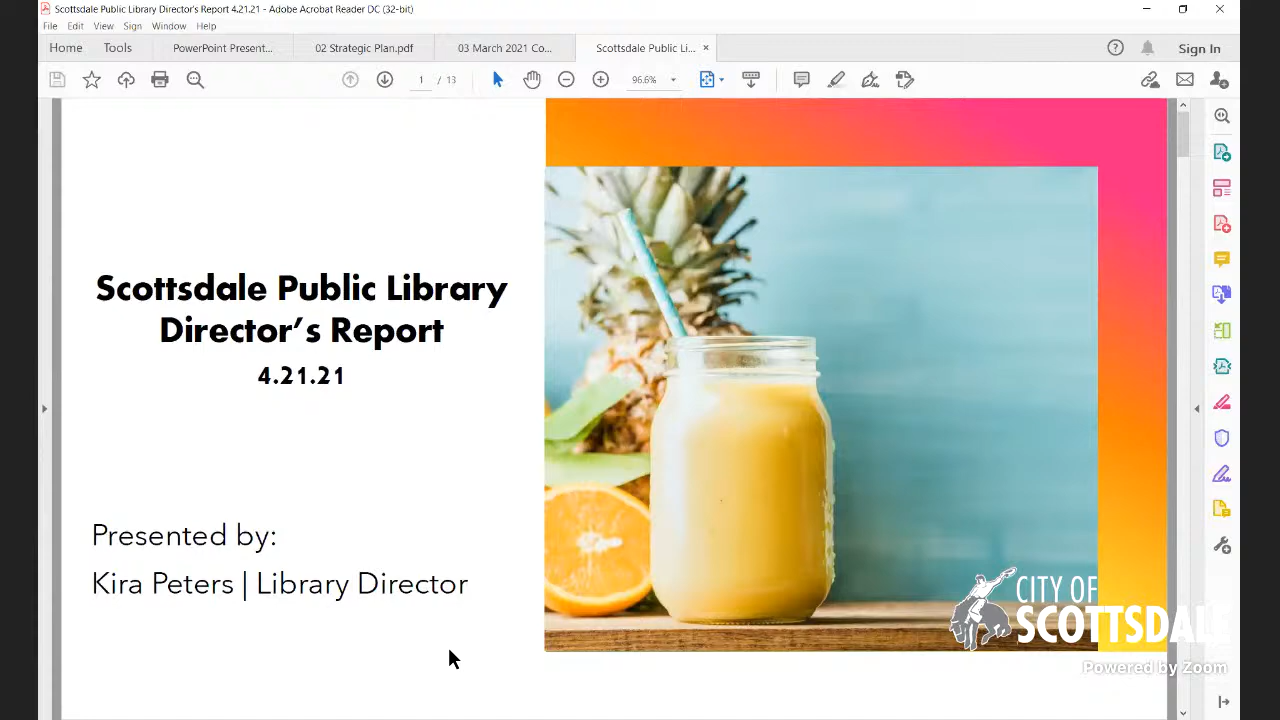 Scottsdale Public Library Director's Report 4.21.21 - Adobe Acrobat Reader DC (32-bit)
File Edit View Sign Window Help
Home Tools PowerPoint Present... 02 Strategic Plan.pdf 03 March 2021 Co... Scottsdale Public Li... × Sign In
1 / 13 96.6%
Scottsdale Public Library
Director’s Report
4.21.21
Presented by:
Kira Peters | Library Director
CITY OF
SCOTTSDALE
Powered by Zoom